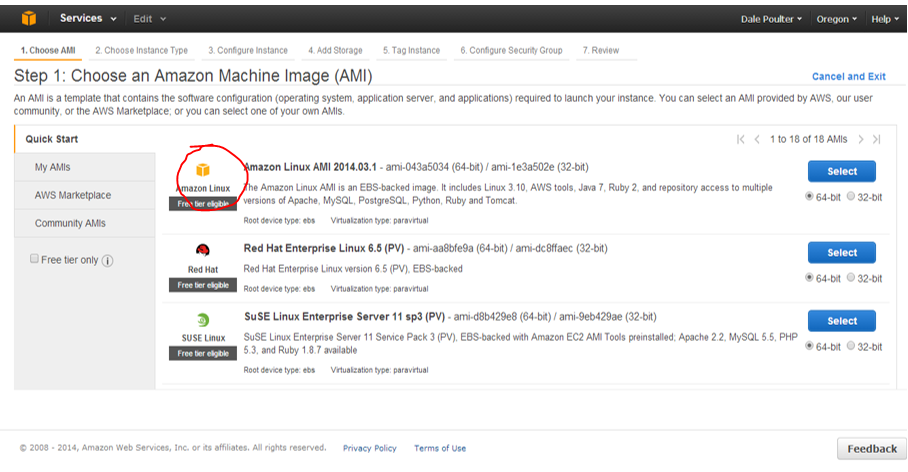 Services Edit Dale Poulter Oregon Help
1. Choose AMI 2. Choose Instance Type 3. Configure Instance 4. Add Storage 5. Tag Instance 6. Configure Security Group 7. Review
Step 1: Choose an Amazon Machine Image (AMI) Cancel and Exit
An AMI is a template that contains the software configuration (operating system, application server, and applications) required to launch your instance. You can select an AMI provided by AWS, our user
community, or the AWS Marketplace; or you can select one of your own AMIs.
Quick Start
My AMIs
AWS Marketplace
Community AMIs
Free tier only
1 to 18 of 18 AMIs
Amazon Linux
Free tier eligible
Amazon Linux AMI 2014.03.1 - ami-043a5034 (64-bit) / ami-1e3a502e (32-bit)
The Amazon Linux AMI is an EBS-backed image. It includes Linux 3.10, AWS tools, Java 7, Ruby 2, and repository access to multiple
versions of Apache, MySQL, PostgreSQL, Python, Ruby and Tomcat.
Root device type: ebs Virtualization type: paravirtual
Select
64-bit 32-bit
Red Hat
Free tier eligible
Red Hat Enterprise Linux 6.5 (PV) - ami-aa8bfe9a (64-bit) / ami-dc8ffaec (32-bit)
Red Hat Enterprise Linux version 6.5 (PV), EBS-backed
Root device type: ebs Virtualization type: paravirtual
Select
64-bit 32-bit
SUSE Linux
Free tier eligible
SuSE Linux Enterprise Server 11 sp3 (PV) - ami-d8b429e8 (64-bit) / ami-9eb429ae (32-bit)
SuSE Linux Enterprise Server 11 Service Pack 3 (PV), EBS-backed with Amazon EC2 AMI Tools preinstalled; Apache 2.2, MySQL 5.5, PHP
5.3, and Ruby 1.8.7 available
Root device type: ebs Virtualization type: paravirtual
Select
64-bit 32-bit
© 2008 - 2014, Amazon Web Services, Inc. or its affiliates. All rights reserved. Privacy Policy Terms of Use
Feedback